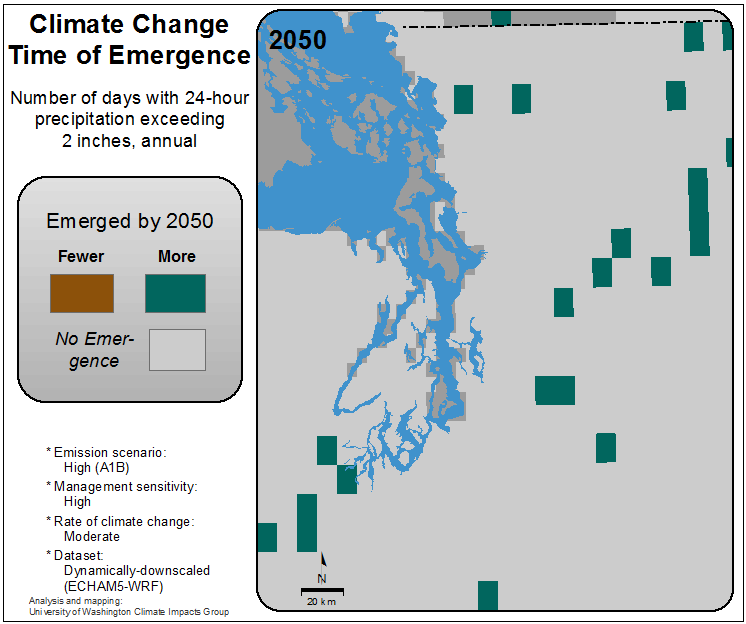 Climate Change
Time of Emergence
Number of days with 24-hour
precipitation exceeding
2 inches, annual
Emerged by 2050
Fewer
More
No Emer-
gence
* Emission scenario:
High (A1B)
* Management sensitivity:
High
* Rate of climate change:
Moderate
* Dataset:
Dynamically-downscaled
(ECHAM5-WRF)
Analysis and mapping:
University of Washington Climate Impacts Group
2050
N
20 km